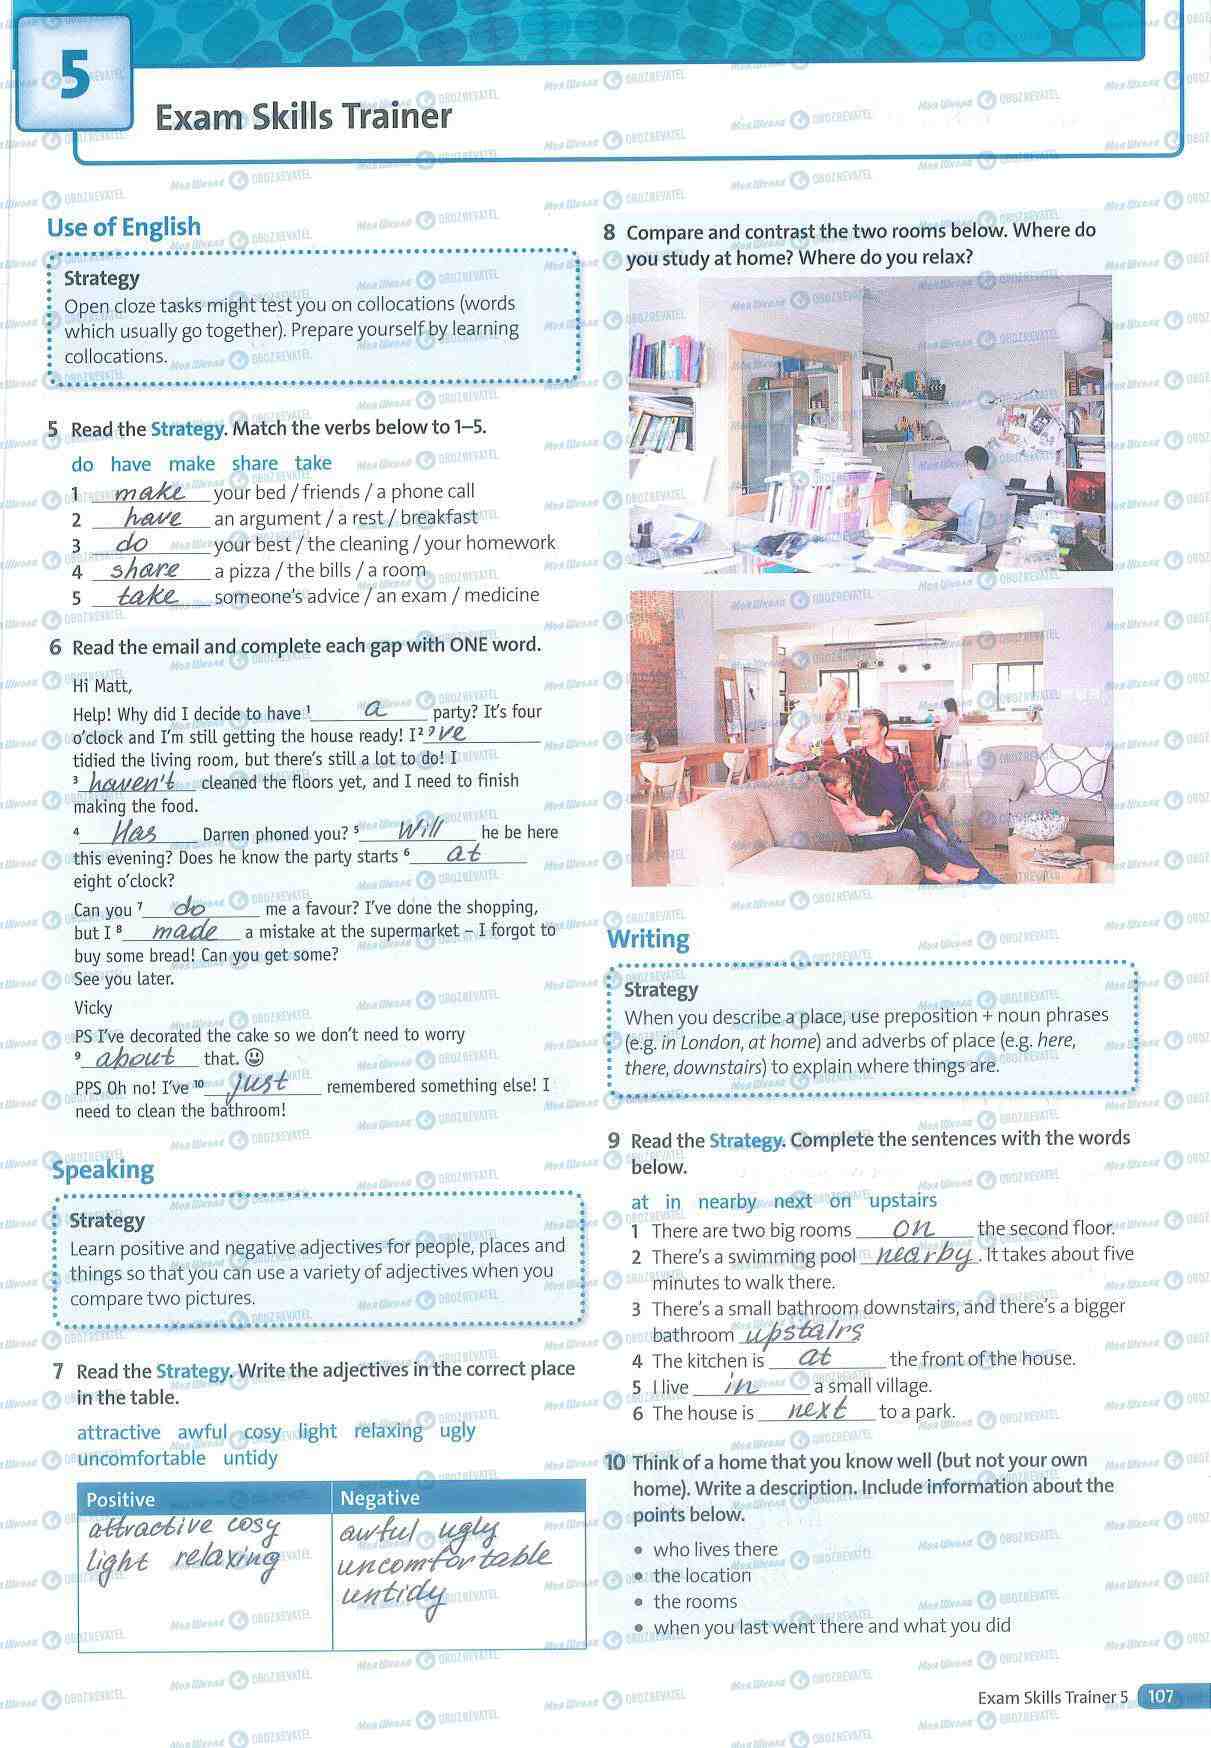 5
Exam Skills Trainer
Use of English
Strategy
Open cloze tasks might test you on collocations (words
which usually go together). Prepare yourself by learning
collocations.
5 Read the Strategy. Match the verbs below to 1–5.
do have make share take
1 make your bed / friends / a phone call
2 have an argument / a rest / breakfast
3 do your best / the cleaning / your homework
4 share a pizza / the bills / a room
5 take someone's advice / an exam / medicine
6 Read the email and complete each gap with ONE word.
Hi Matt,
Help! Why did I decide to have ¹ a party? It's four
o'clock and I'm still getting the house ready! I ² 've
tidied the living room, but there's still a lot to do! I
³ haven't cleaned the floors yet, and I need to finish
making the food.
⁴ Has Darren phoned you? ⁵ Will he be here
this evening? Does he know the party starts ⁶ at
eight o'clock?
Can you ⁷ do me a favour? I've done the shopping,
but I ⁸ made a mistake at the supermarket – I forgot to
buy some bread! Can you get some?
See you later.
Vicky
PS I've decorated the cake so we don't need to worry
⁹ about that. 😃
PPS Oh no! I've ¹⁰ just remembered something else! I
need to clean the bathroom!
Speaking
Strategy
Learn positive and negative adjectives for people, places and
things so that you can use a variety of adjectives when you
compare two pictures.
7 Read the Strategy. Write the adjectives in the correct place
in the table.
attractive awful cosy light relaxing ugly
uncomfortable untidy
Positive Negative
attractive cosy awful ugly
light relaxing uncomfortable
untidy
8 Compare and contrast the two rooms below. Where do
you study at home? Where do you relax?
Writing
Strategy
When you describe a place, use preposition + noun phrases
(e.g. in London, at home) and adverbs of place (e.g. here,
there, downstairs) to explain where things are.
9 Read the Strategy. Complete the sentences with the words
below.
at in nearby next on upstairs
1 There are two big rooms on the second floor.
2 There's a swimming pool nearby. It takes about five
minutes to walk there.
3 There's a small bathroom downstairs, and there's a bigger
bathroom upstairs.
4 The kitchen is at the front of the house.
5 I live in a small village.
6 The house is next to a park.
10 Think of a home that you know well (but not your own
home). Write a description. Include information about the
points below.
• who lives there
• the location
• the rooms
• when you last went there and what you did
Exam Skills Trainer 5 107
Моя Школа OBOZREVATEL